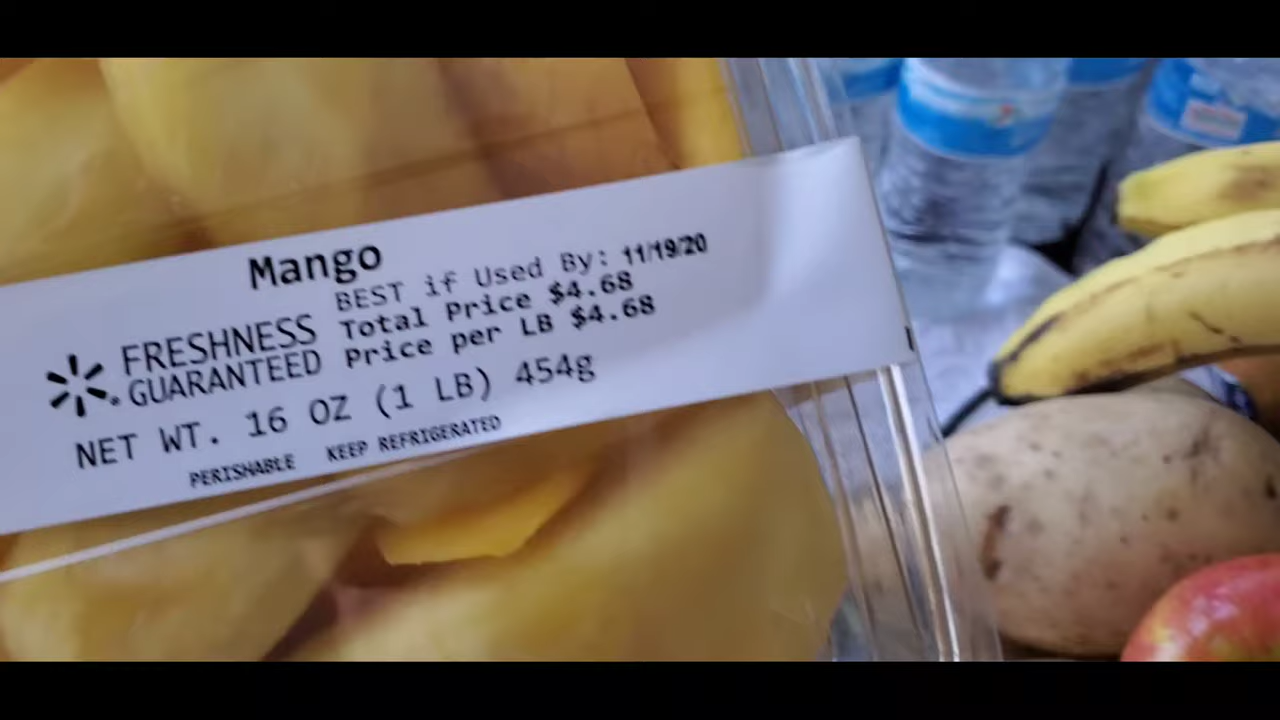 Mango
BEST if Used By: 11/19/20
Total Price $4.68
Price per LB $4.68
FRESHNESS
GUARANTEED
NET WT. 16 OZ (1 LB) 454g
PERISHABLE KEEP REFRIGERATED